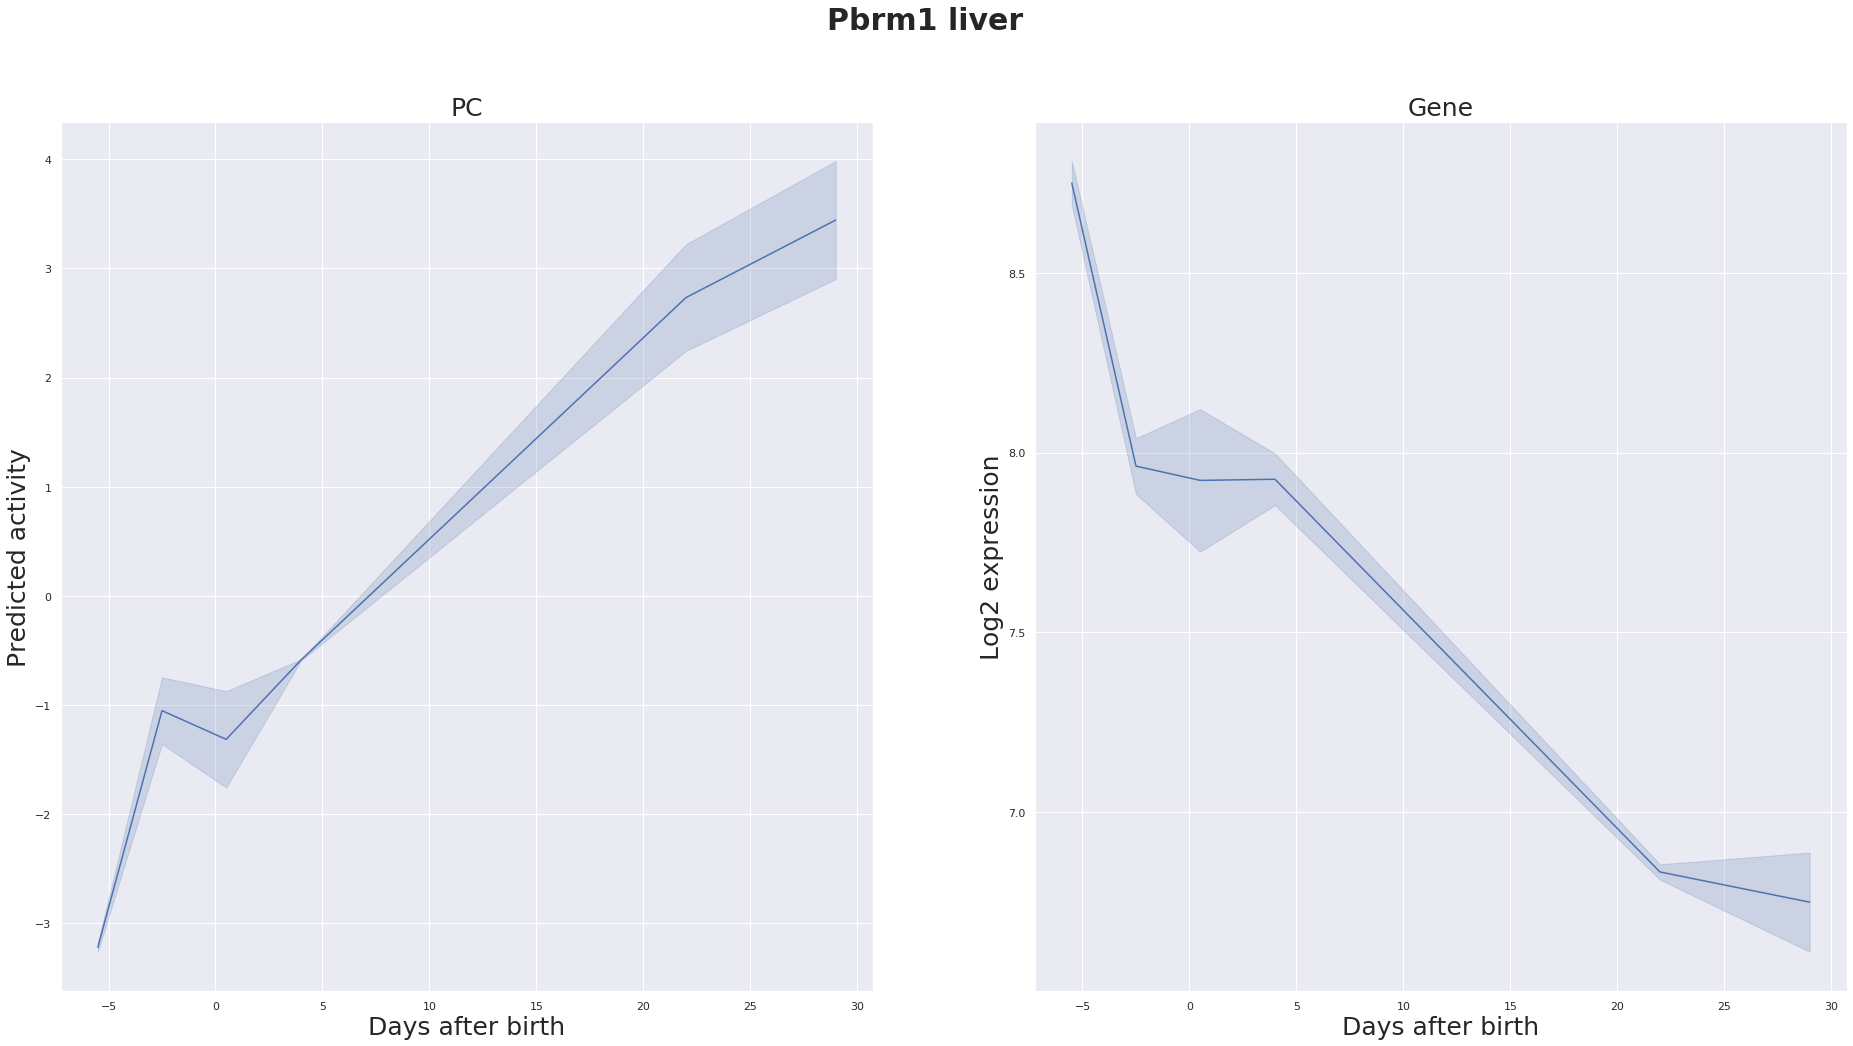 Pbrm1 liver
PC
Predicted activity
4
3
2
1
0
−1
−2
−3
−5 0 5 10 15 20 25 30
Days after birth
Gene
Log2 expression
8.5
8.0
7.5
7.0
−5 0 5 10 15 20 25 30
Days after birth